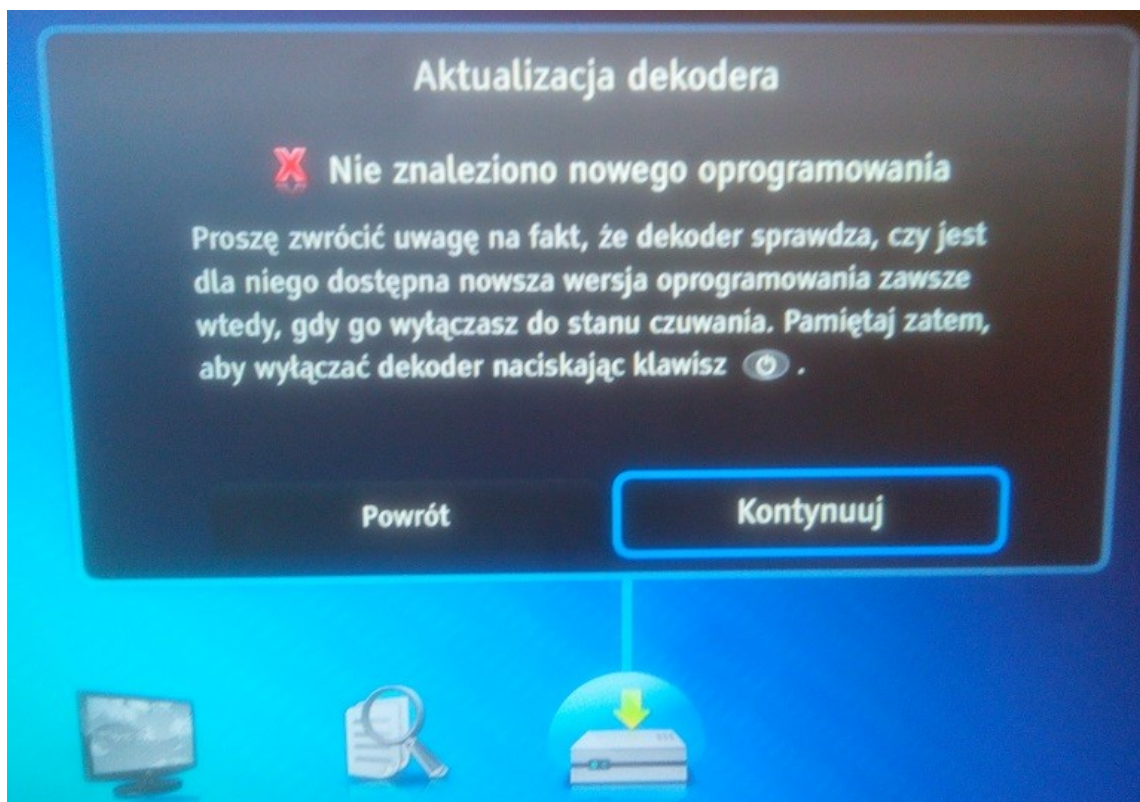 Aktualizacja dekodera
X Nie znaleziono nowego oprogramowania
Proszę zwrócić uwagę na fakt, że dekoder sprawdza, czy jest
dla niego dostępna nowsza wersja oprogramowania zawsze
wtedy, gdy go wyłączasz do stanu czuwania. Pamiętaj zatem,
aby wyłączać dekoder naciskając klawisz .
Powrót
Kontynuuj